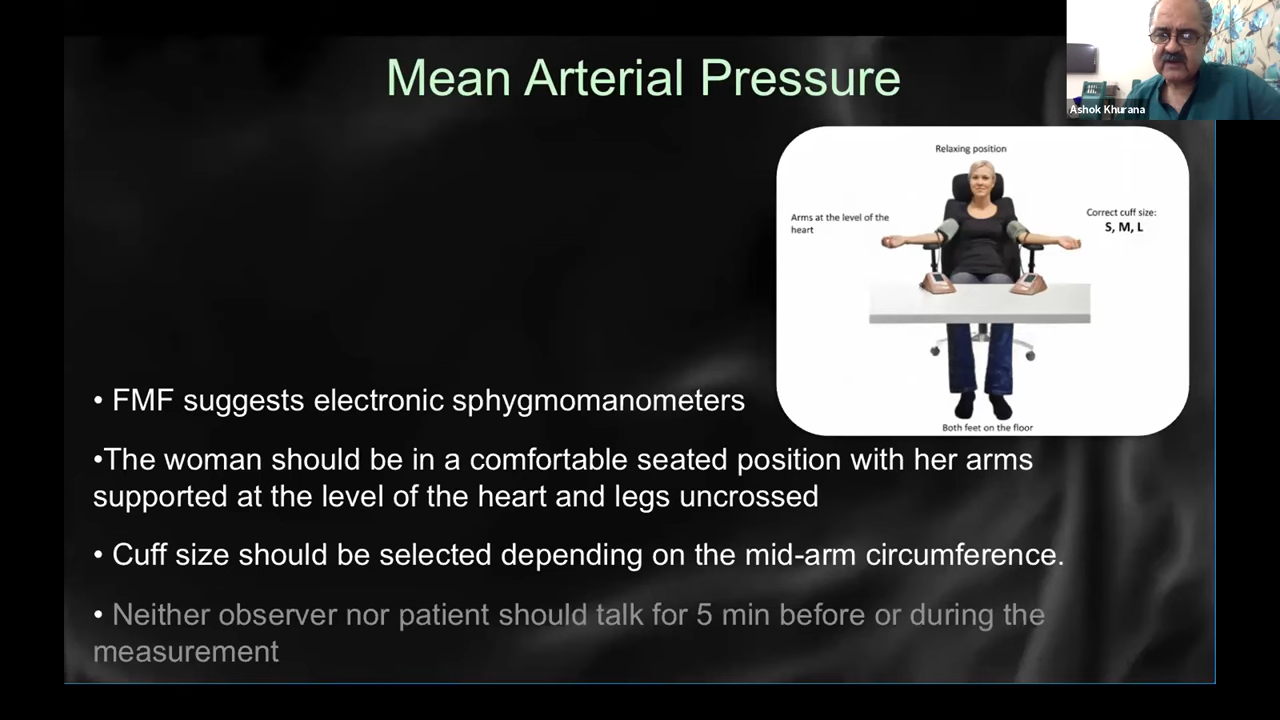 Mean Arterial Pressure
Ashok Khurana
Relaxing position
Arms at the level of the
heart
Correct cuff size:
S, M, L
Both feet on the floor
• FMF suggests electronic sphygmomanometers
•The woman should be in a comfortable seated position with her arms
supported at the level of the heart and legs uncrossed
• Cuff size should be selected depending on the mid-arm circumference.
• Neither observer nor patient should talk for 5 min before or during the
measurement